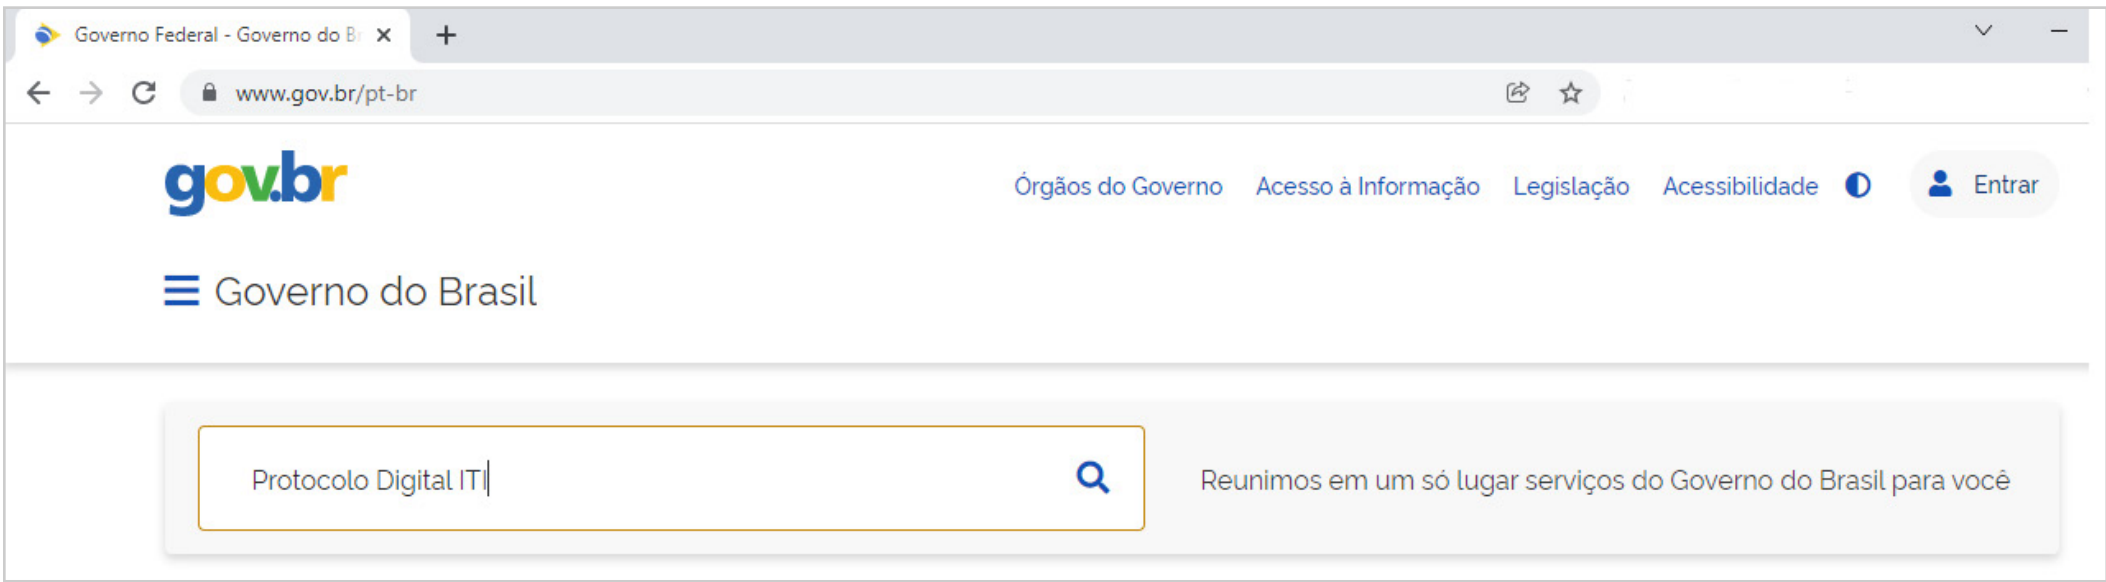 Governo Federal - Governo do Br
www.gov.br/pt-br
gov.br
Órgãos do Governo Acesso à Informação Legislação Acessibilidade Entrar
Governo do Brasil
Protocolo Digital ITI
Reunimos em um só lugar serviços do Governo do Brasil para você